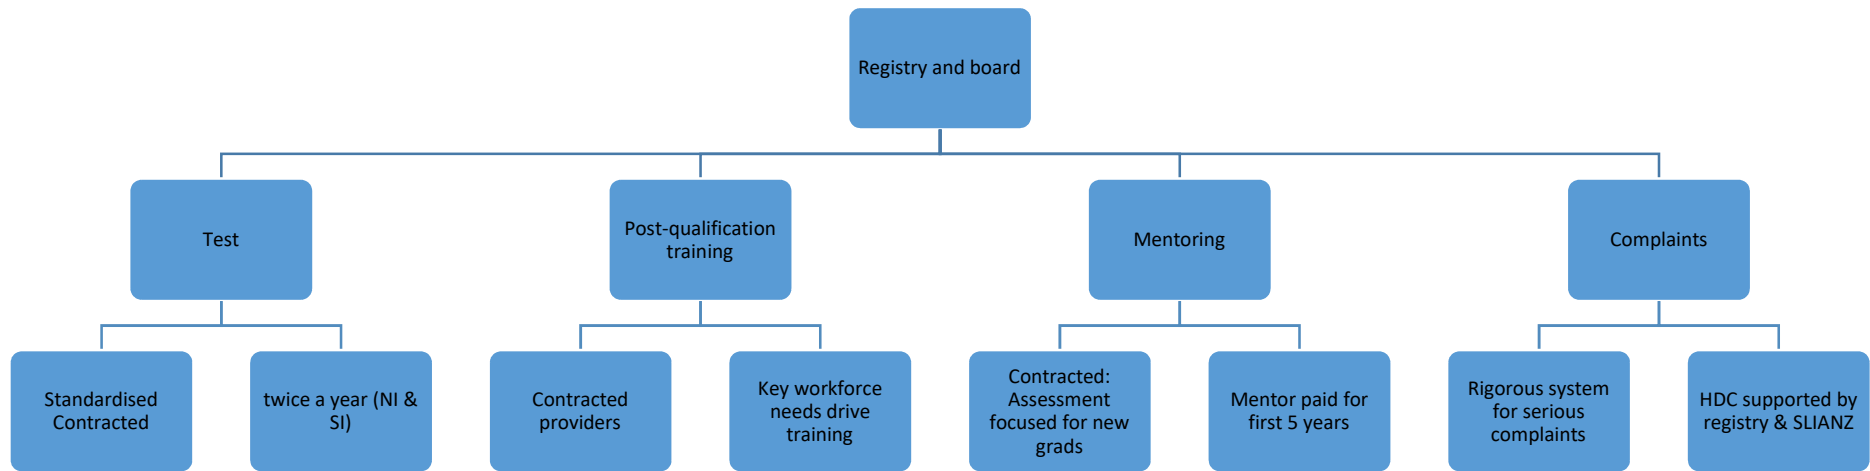 Registry and board
Test
Post-qualification
training
Mentoring
Complaints
Standardised
Contracted
twice a year (NI &
SI)
Contracted
providers
Key workforce
needs drive
training
Contracted:
Assessment
focused for new
grads
Mentor paid for
first 5 years
Rigorous system
for serious
complaints
HDC supported by
registry & SLIANZ